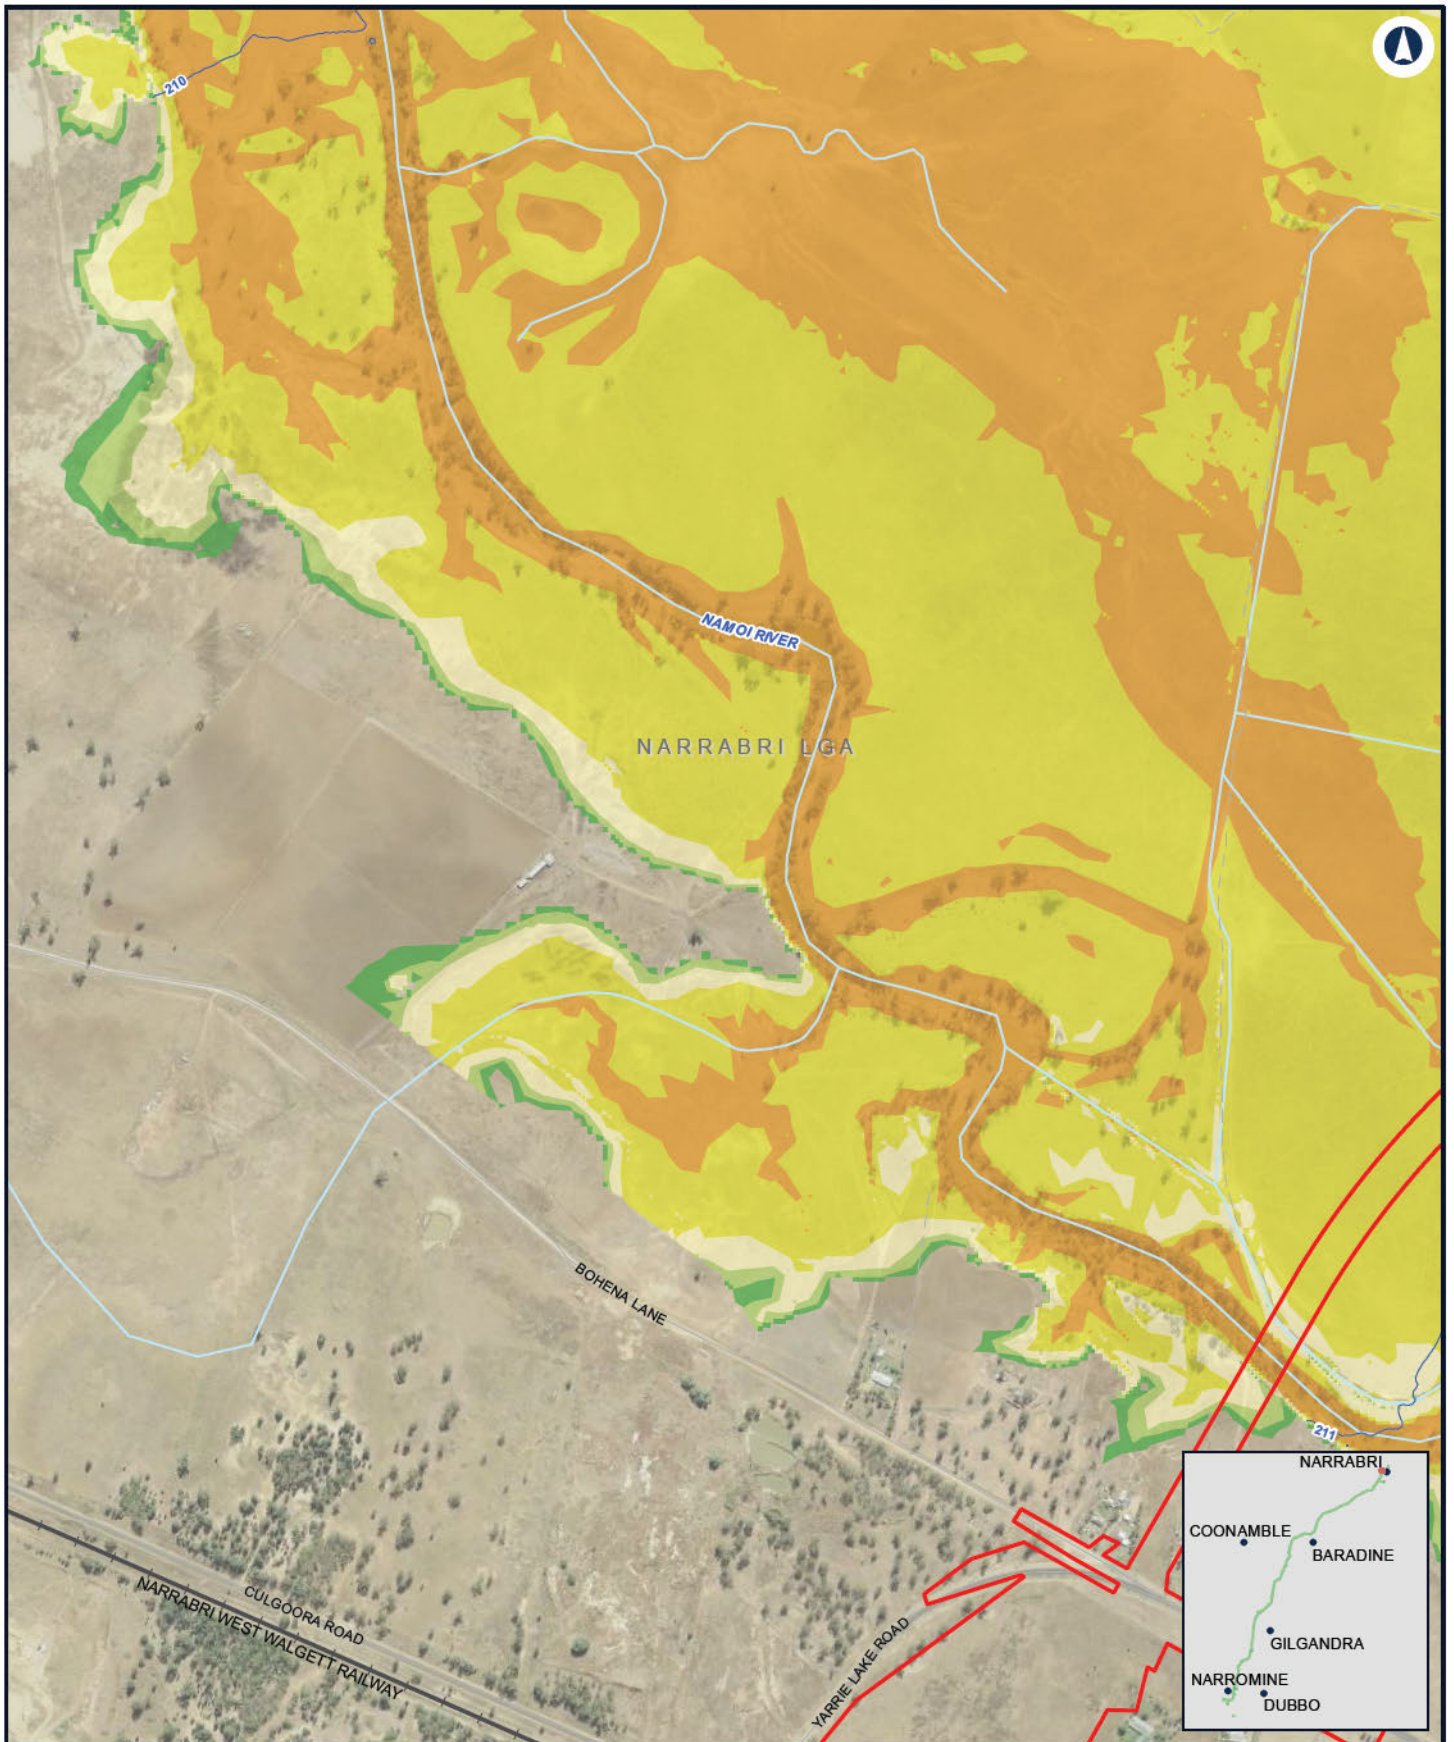 210
NAMOI RIVER
NARRABRI LGA
BOHENA LANE
211
NARRABRI
COONAMBLE
BARADINE
GILGANDRA
NARROMINE
DUBBO
CULGOORA ROAD
NARRABRI WEST WALGETT RAILWAY
YARRIE LAKE ROAD